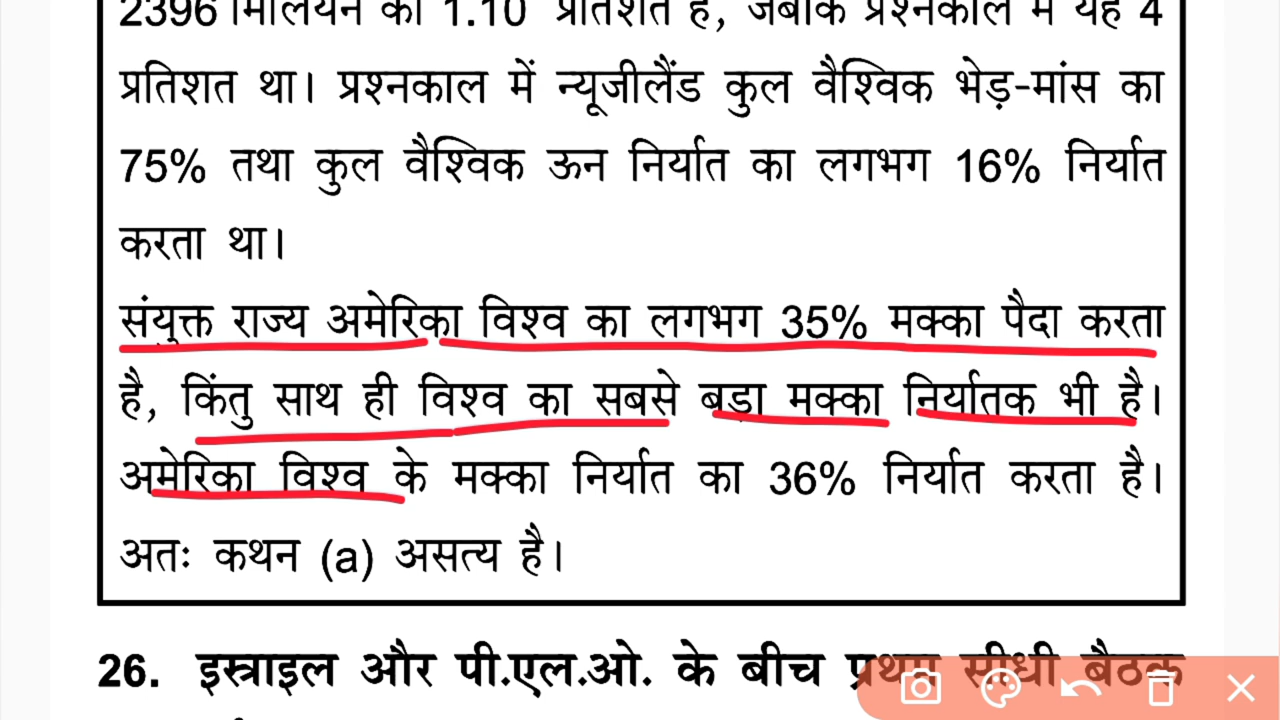 2396 मिलियन का 1.10 प्रतिशत है, जबकि प्रश्नकाल में यह 4
प्रतिशत था। प्रश्नकाल में न्यूजीलैंड कुल वैश्विक भेड़-मांस का
75% तथा कुल वैश्विक ऊन निर्यात का लगभग 16% निर्यात
करता था।
संयुक्त राज्य अमेरिका विश्व का लगभग 35% मक्का पैदा करता
है, किंतु साथ ही विश्व का सबसे बड़ा मक्का निर्यातक भी है।
अमेरिका विश्व के मक्का निर्यात का 36% निर्यात करता है।
अतः कथन (a) असत्य है।
26. इस्राइल और पी.एल.ओ. के बीच प्रथम सीधी बैठक